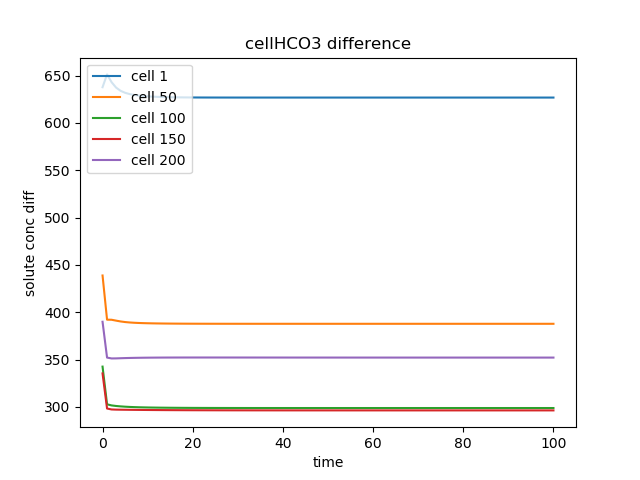 cellHCO3 difference
cell 1
cell 50
cell 100
cell 150
cell 200
650
600
550
500
450
400
350
300
solute conc diff
0 20 40 60 80 100
time